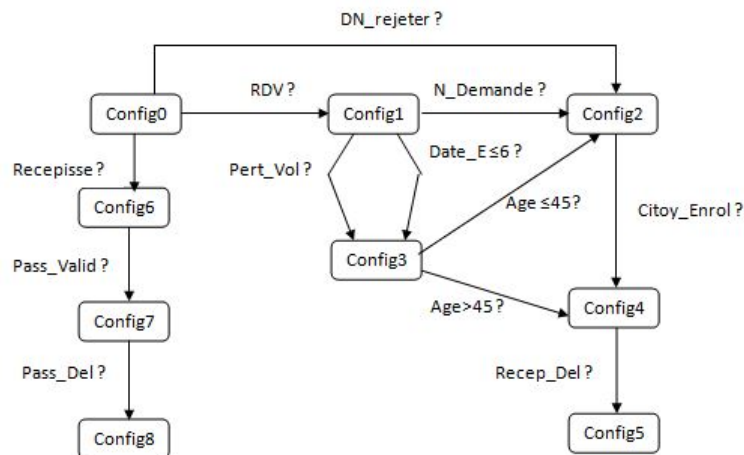 DN_rejeter ?
RDV ?
N_Demande ?
Config0
Config1
Config2
Recepisse?
Pert_Vol ?
Date_E ≤6 ?
Config6
Age ≤45?
Citoy_Enrol ?
Config3
Pass_Valid ?
Age>45?
Config7
Config4
Pass_Del ?
Recep_Del ?
Config8
Config5